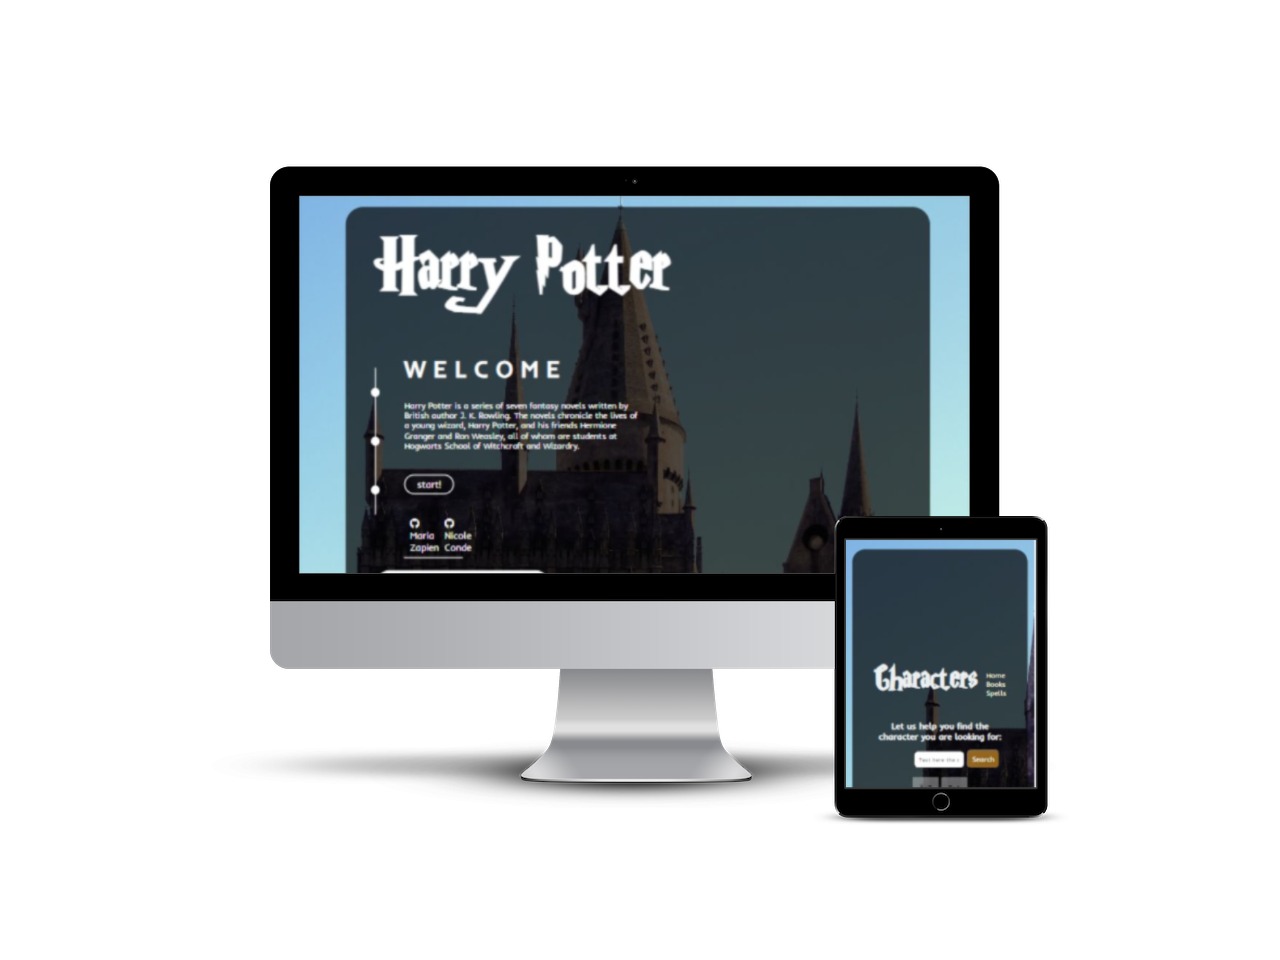 Harry Potter
WELCOME
Harry Potter is a series of seven fantasy novels written by
British author J. K. Rowling. The novels chronicle the lives of
a young wizard, Harry Potter, and his friends Hermione
Granger and Ron Weasley, all of whom are students at
Hogwarts School of Witchcraft and Wizardry.
start!
Maria Zapien
Nicole Conde
Characters
Home
Books
Spells
Let us help you find the
character you are looking for:
Text here the
Search